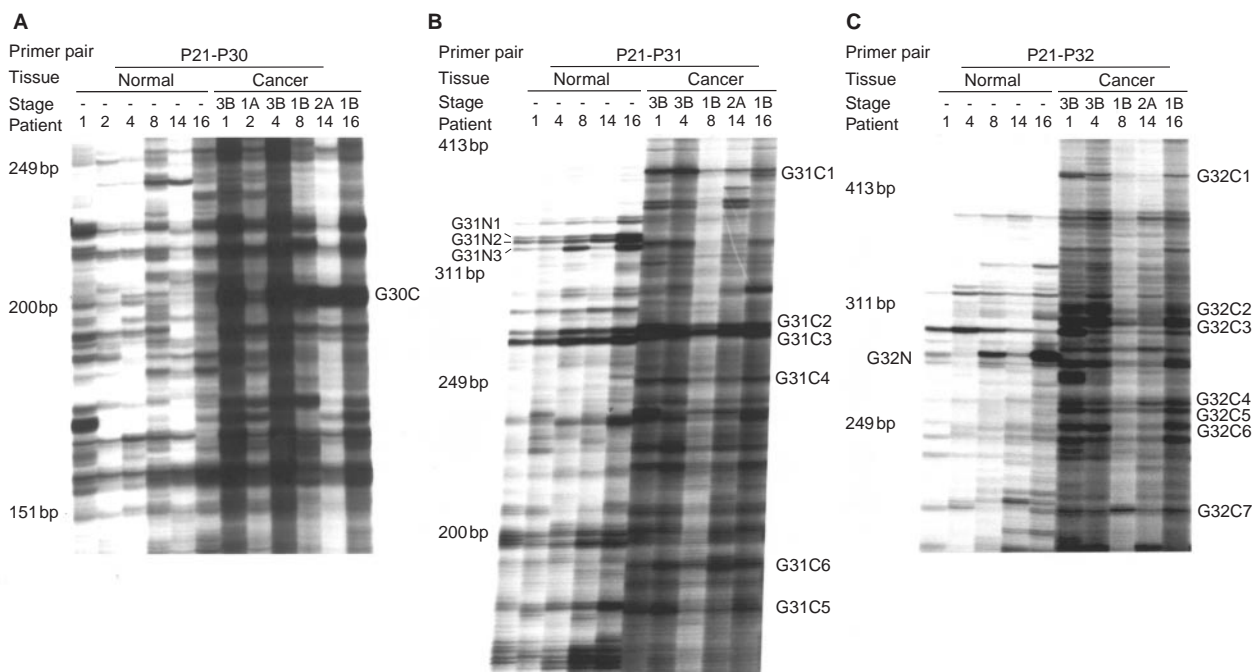 A
Primer pair P21-P30
Tissue Normal Cancer
Stage - - - - - - 3B 1A 3B 1B 2A 1B
Patient 1 2 4 8 14 16 1 2 4 8 14 16
249 bp
200 bp
151 bp
G30C
B
Primer pair P21-P31
Tissue Normal Cancer
Stage - - - - - 3B 3B 1B 2A 1B
Patient 1 4 8 14 16 1 4 8 14 16
413 bp
G31C1
G31N1
G31N2
G31N3
311 bp
G31C2
G31C3
249 bp
G31C4
200 bp
G31C6
G31C5
C
Primer pair P21-P32
Tissue Normal Cancer
Stage - - - - - 3B 3B 1B 2A 1B
Patient 1 4 8 14 16 1 4 8 14 16
G32C1
413 bp
311 bp
G32C2
G32C3
G32N
G32C4
G32C5
249 bp
G32C6
G32C7